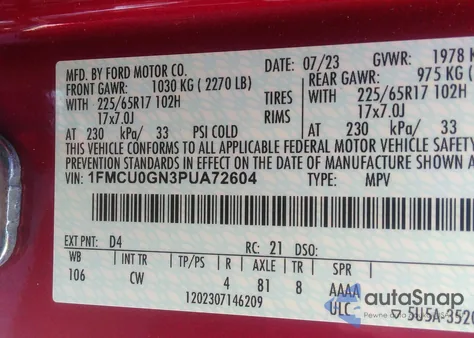 MFD. BY FORD MOTOR CO. DATE: 07/23 GVWR: 1978 K
FRONT GAWR: 1030 KG ( 2270 LB) REAR GAWR: 975 KG (
225/65R17 102H TIRES 225/65R17 102H
17x7.0J RIMS 17x7.0J
AT 230 kPa/ 33 PSI COLD AT 230 kPa/ 33
THIS VEHICLE CONFORMS TO ALL APPLICABLE FEDERAL MOTOR VEHICLE SAFETY
PREVENTION STANDARDS IN EFFECT ON THE DATE OF MANUFACTURE SHOWN A
VIN: 1FMCU0GN3PUA72604 TYPE: MPV
EXT PNT: D4 RC: 21 DSO:
WB INT TR TP/PS R AXLE TR SPR
106 CW 4 81 8 AAAA
1202307146209 ULC
5U5A-3520
autoSnap